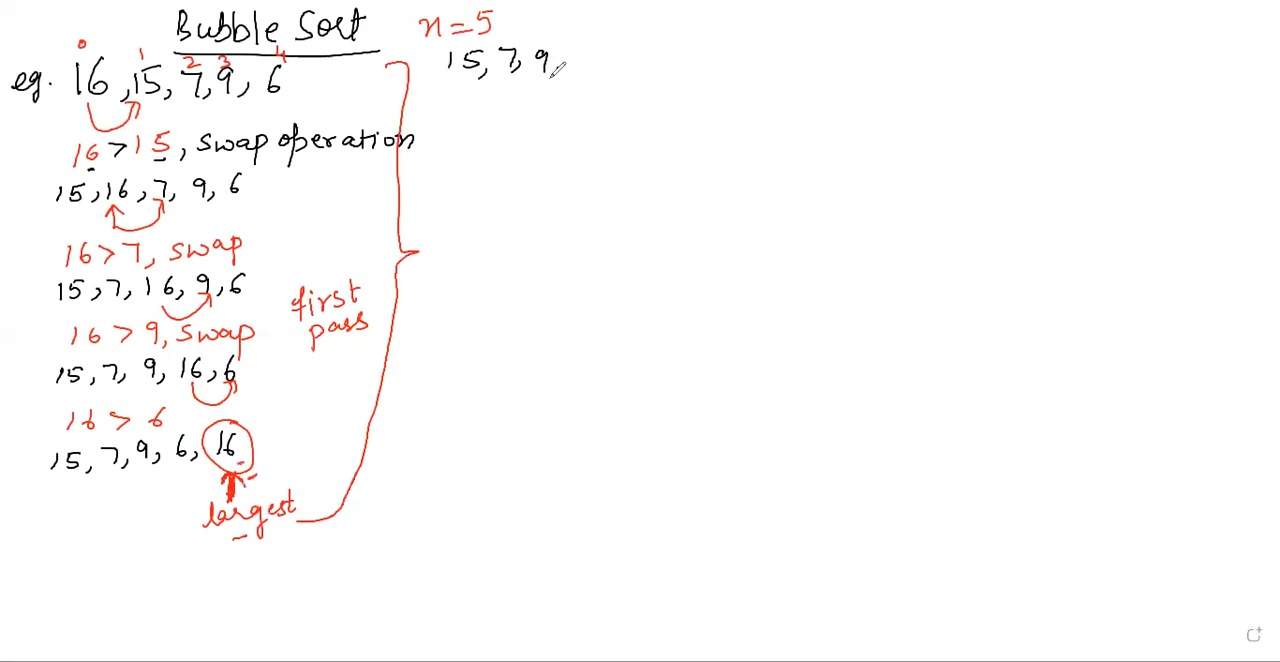 Bubble Sort
0 1 2 3 4
eg. 16, 15, 7, 9, 6
16 > 15, swap operation
15, 16, 7, 9, 6
16 > 7, swap
15, 7, 16, 9, 6
16 > 9, swap
15, 7, 9, 16, 6
16 > 6
15, 7, 9, 6, 16
largest
first
pass
n = 5
15, 7, 9,